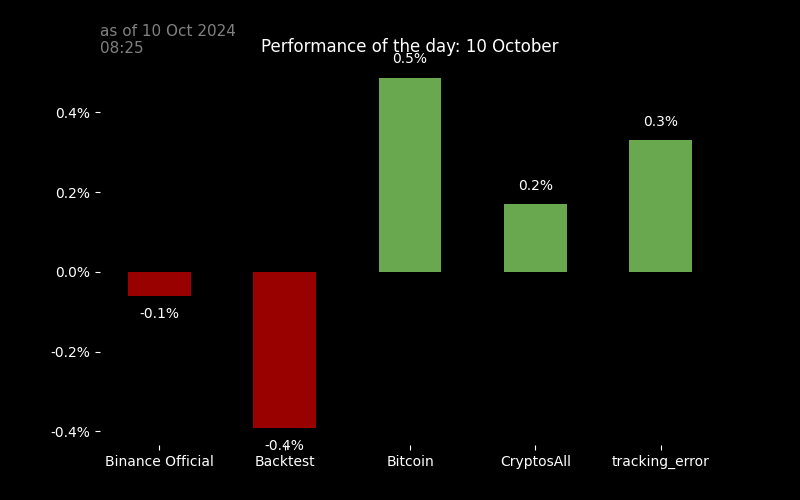 as of 10 Oct 2024
08:25
Performance of the day: 10 October
0.5%
0.4%
0.3%
0.2%
0.2%
0.0%
-0.1%
-0.2%
-0.4%
-0.4%
Binance Official
Backtest
Bitcoin
CryptosAll
tracking_error